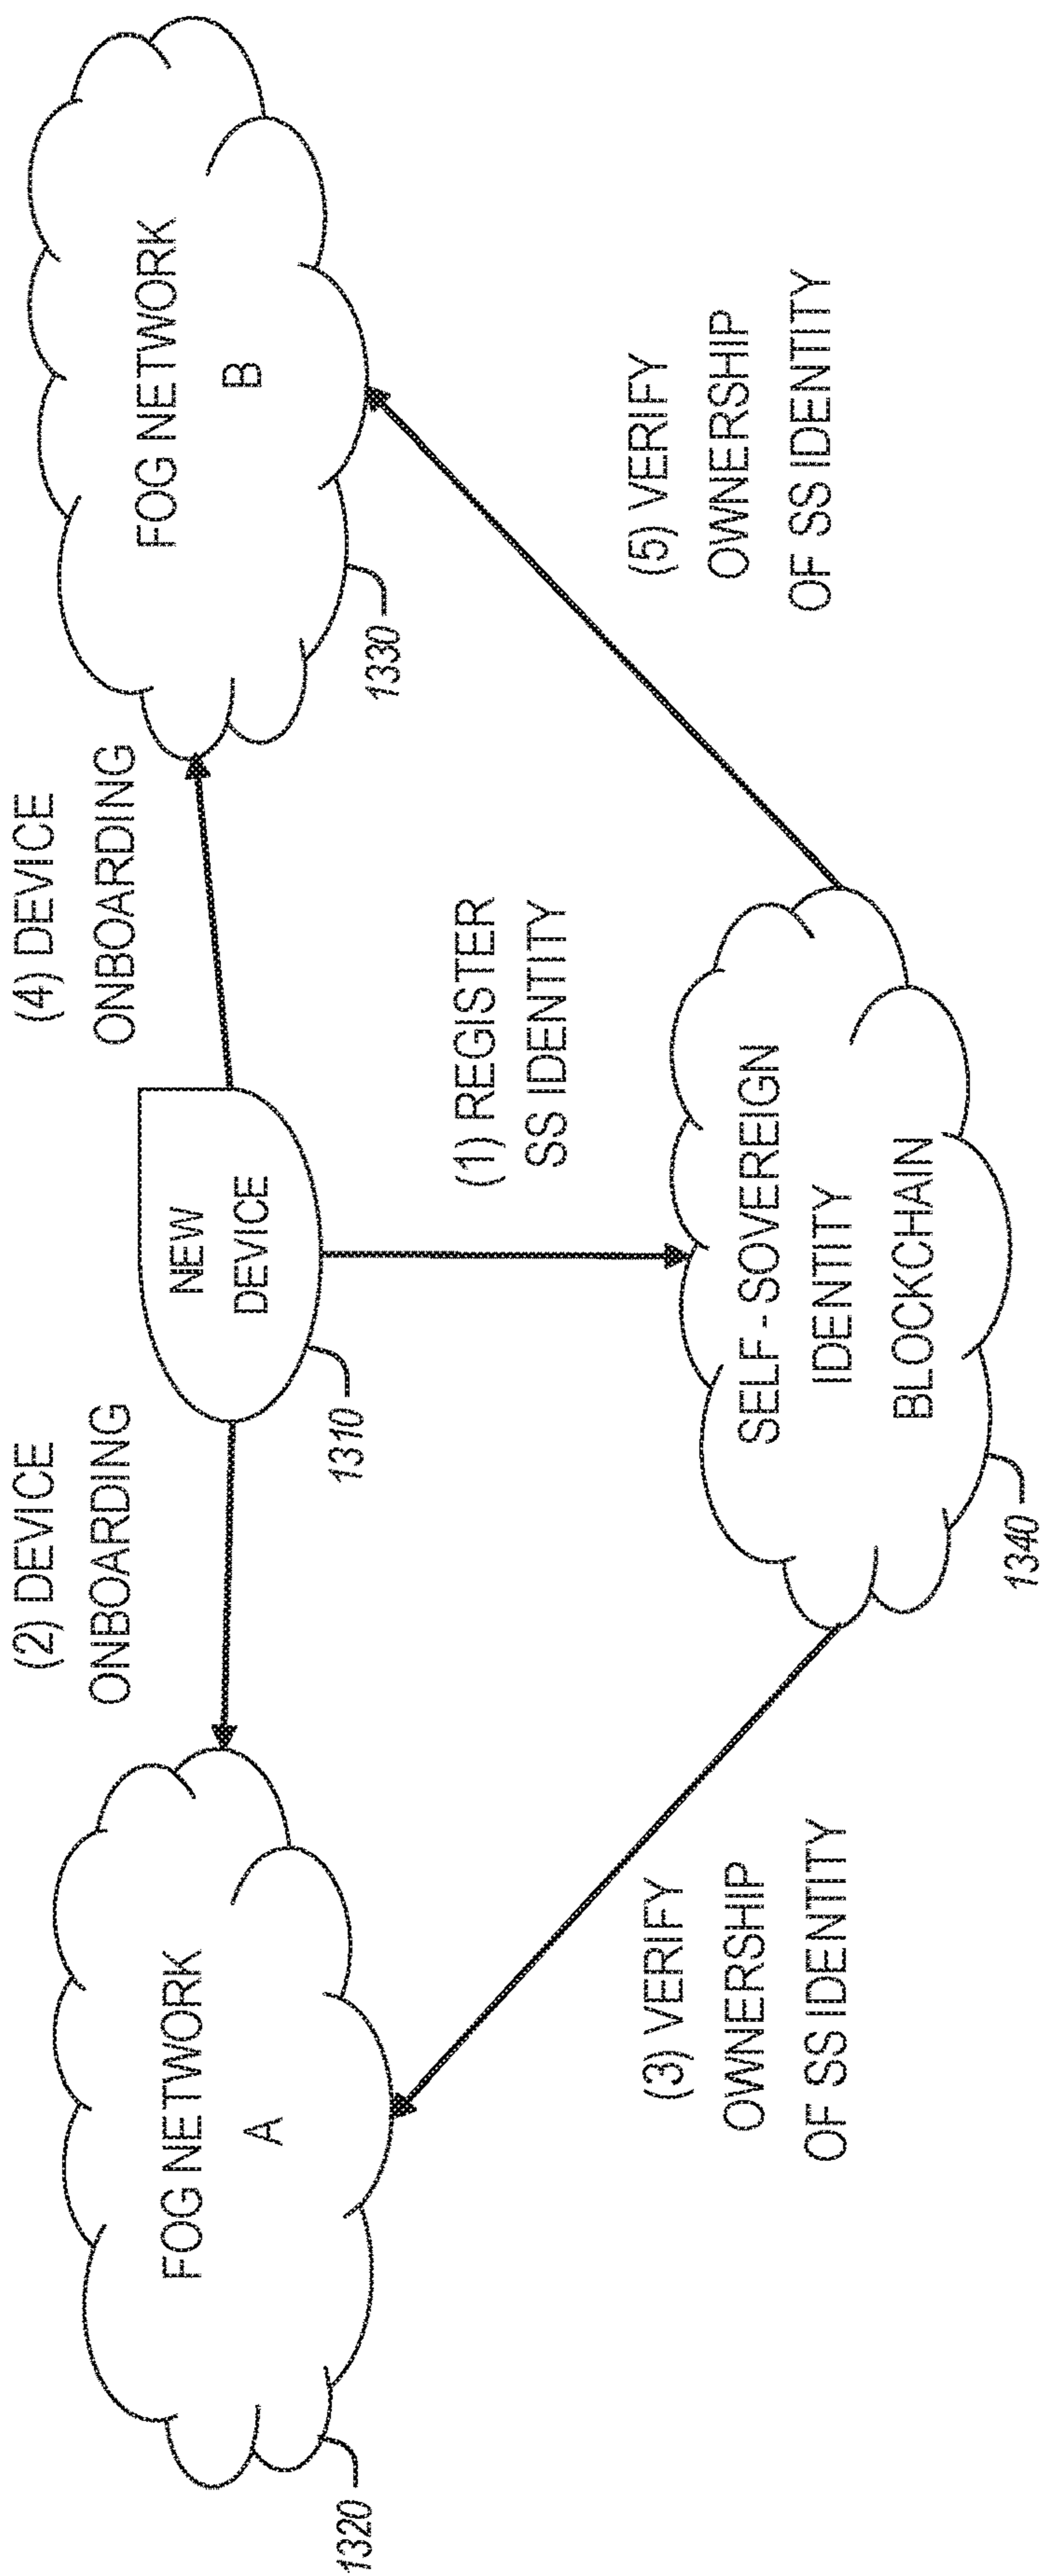 (2) DEVICE
ONBOARDING
(4) DEVICE
ONBOARDING
FOG NETWORK
A
1320
NEW
DEVICE
1310
FOG NETWORK
B
1330
(1) REGISTER
SS IDENTITY
(3) VERIFY
OWNERSHIP
OF SS IDENTITY
SELF-SOVEREIGN
IDENTITY
BLOCKCHAIN
1340
(5) VERIFY
OWNERSHIP
OF SS IDENTITY